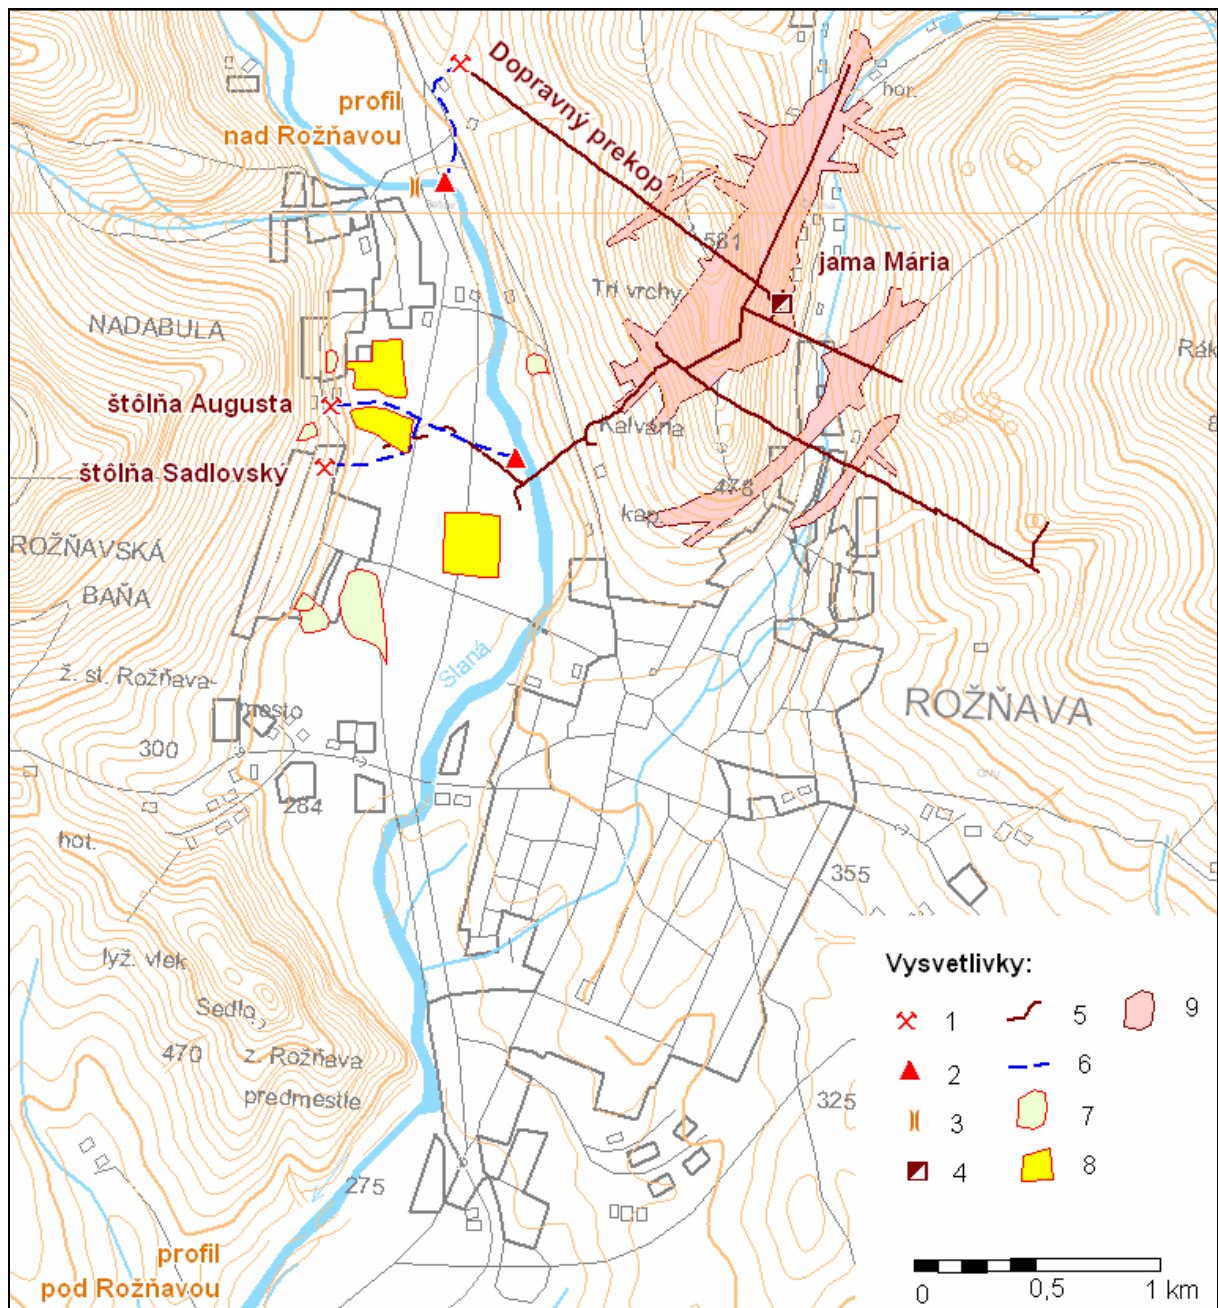 Dopravný prekop
profil
nad Rožňavou
hor.
581
jama Mária
Tri vrchy
NADABULA
Rák
štôlňa Augusta
Kalvária
štôlňa Sadlovský
478
kap.
ROŽŇAVSKÁ
BAŇA
Slaná
ž. st. Rožňava-
mesto
ROŽŇAVA
300
284
hot.
355
lyž. vlek
Sedlo
470
ž. Rožňava
predmestie
325
275
profil
pod Rožňavou
Vysvetlivky:
1
5
9
2
6
3
7
4
8
0
0,5
1 km